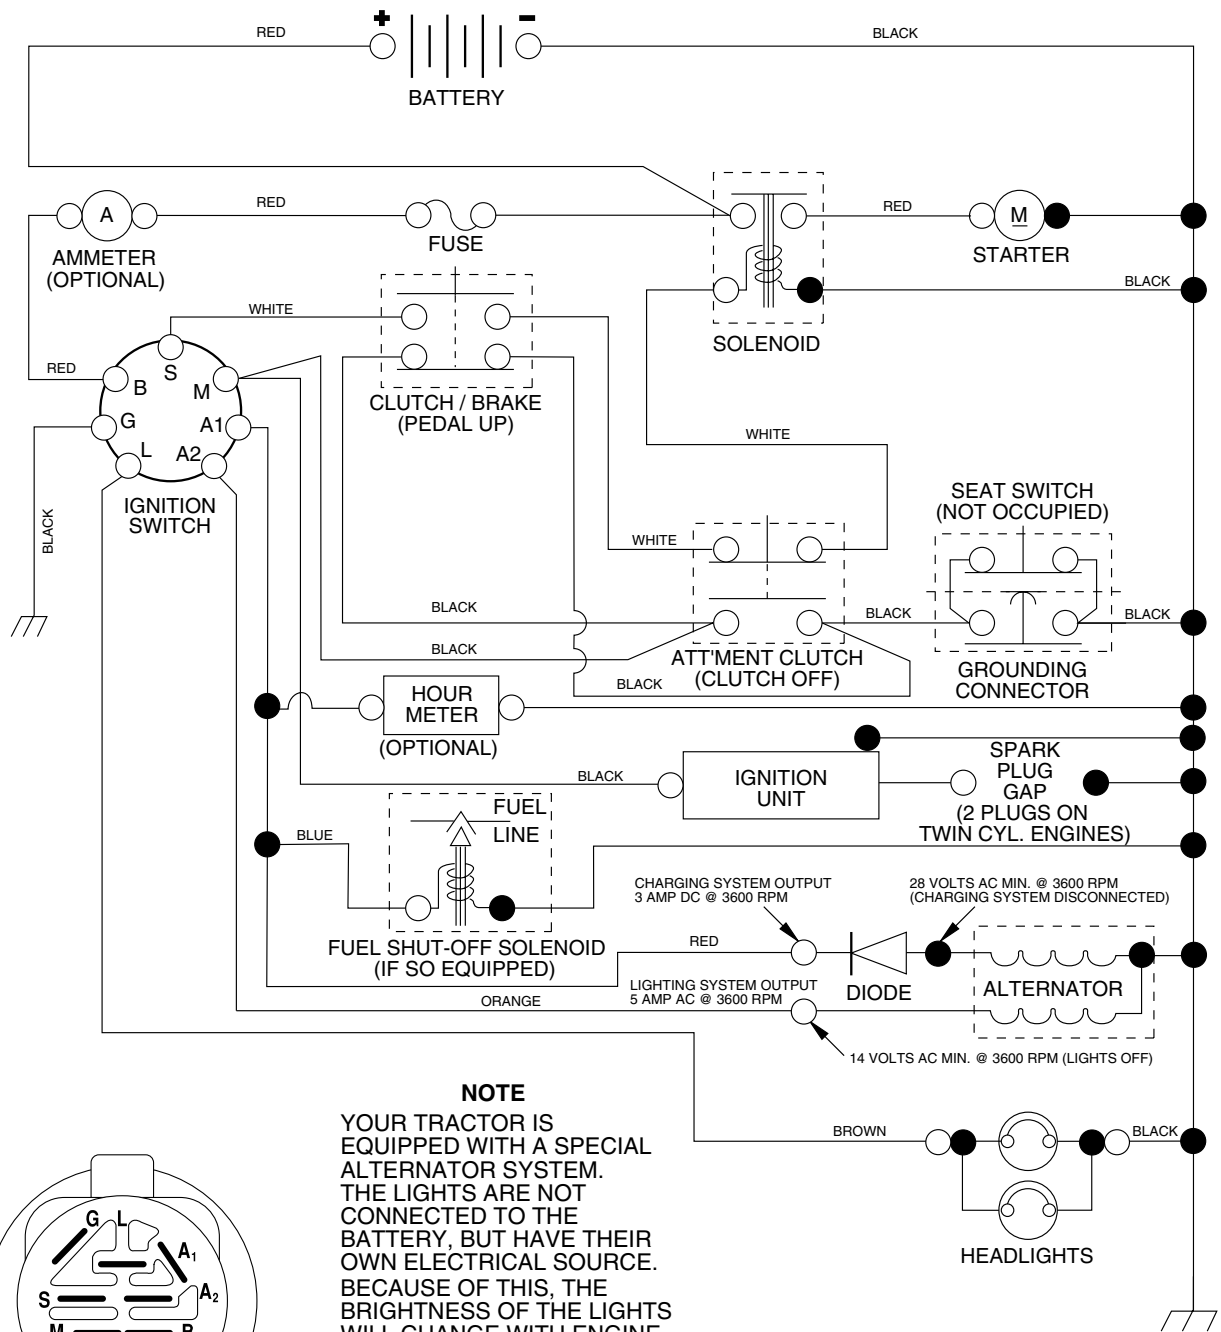 + −
RED
BLACK
BATTERY
A
RED
FUSE
RED
M
AMMETER
(OPTIONAL)
STARTER
BLACK
SOLENOID
WHITE
RED
B
S
M
G
A1
L
A2
CLUTCH / BRAKE
(PEDAL UP)
WHITE
IGNITION
SWITCH
BLACK
SEAT SWITCH
(NOT OCCUPIED)
WHITE
BLACK
BLACK
BLACK
BLACK
ATT'MENT CLUTCH
(CLUTCH OFF)
BLACK
GROUNDING
CONNECTOR
HOUR
METER
(OPTIONAL)
BLACK
IGNITION
UNIT
SPARK
PLUG
GAP
(2 PLUGS ON
TWIN CYL. ENGINES)
FUEL
LINE
BLUE
CHARGING SYSTEM OUTPUT
3 AMP DC @ 3600 RPM
28 VOLTS AC MIN. @ 3600 RPM
(CHARGING SYSTEM DISCONNECTED)
FUEL SHUT-OFF SOLENOID
(IF SO EQUIPPED)
RED
DIODE
ALTERNATOR
LIGHTING SYSTEM OUTPUT
5 AMP AC @ 3600 RPM
ORANGE
14 VOLTS AC MIN. @ 3600 RPM (LIGHTS OFF)
NOTE
YOUR TRACTOR IS
EQUIPPED WITH A SPECIAL
ALTERNATOR SYSTEM.
THE LIGHTS ARE NOT
CONNECTED TO THE
BATTERY, BUT HAVE THEIR
OWN ELECTRICAL SOURCE.
BECAUSE OF THIS, THE
BRIGHTNESS OF THE LIGHTS
WILL CHANGE WITH ENGINE
BROWN
BLACK
HEADLIGHTS
G L
A1
A2
S
M
B